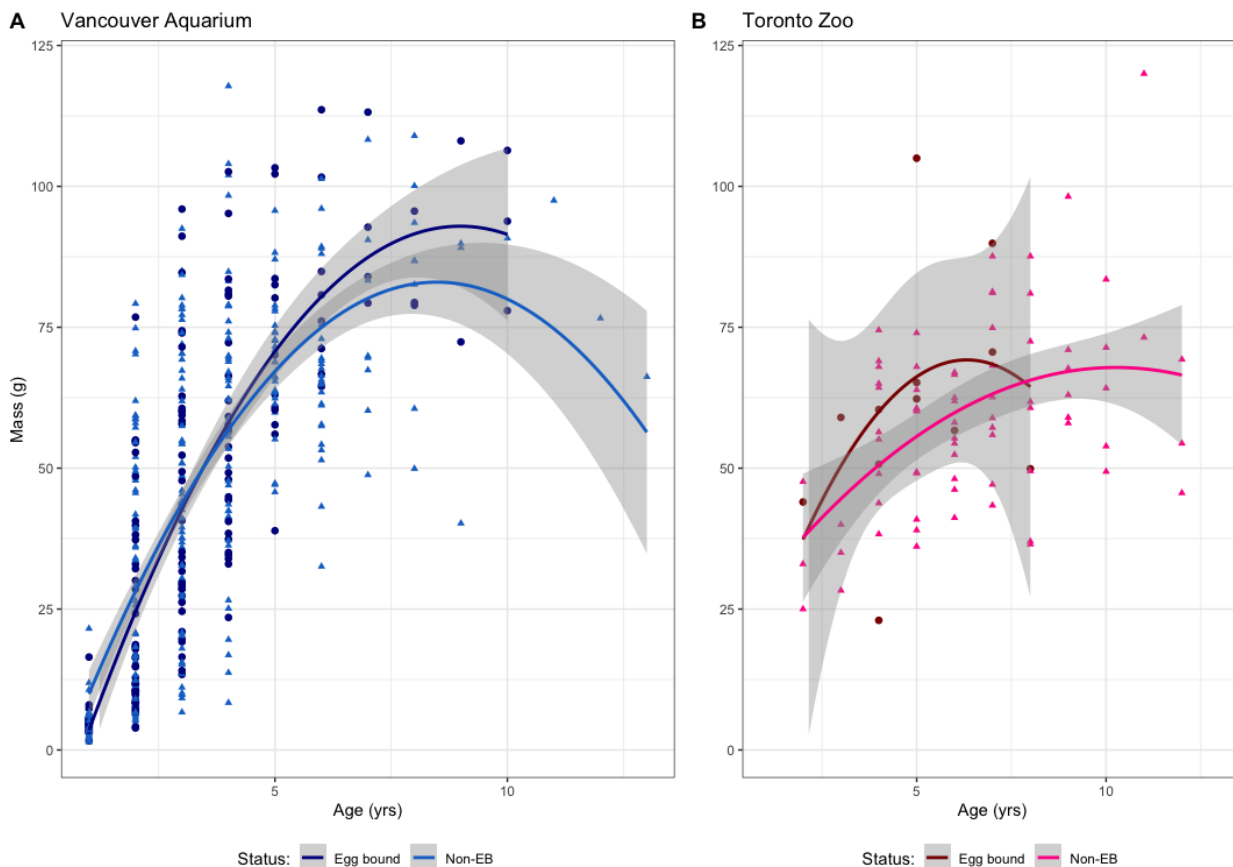 A Vancouver Aquarium
B Toronto Zoo
125
100
75
50
25
0
Mass (g)
5 10
Age (yrs)
Status: Egg bound Non-EB
125
100
75
50
25
0
5 10
Age (yrs)
Status: Egg bound Non-EB